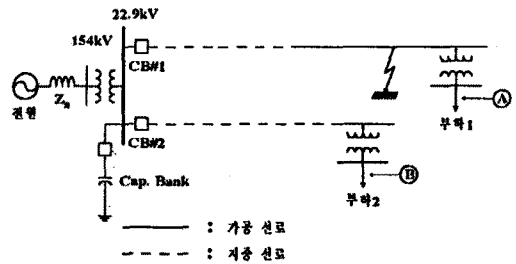 22.9kV
154kV
CB#1
Zn
전원
A
부하1
CB#2
B
Cap. Bank
부하2
: 가공 선로
: 지중 선로